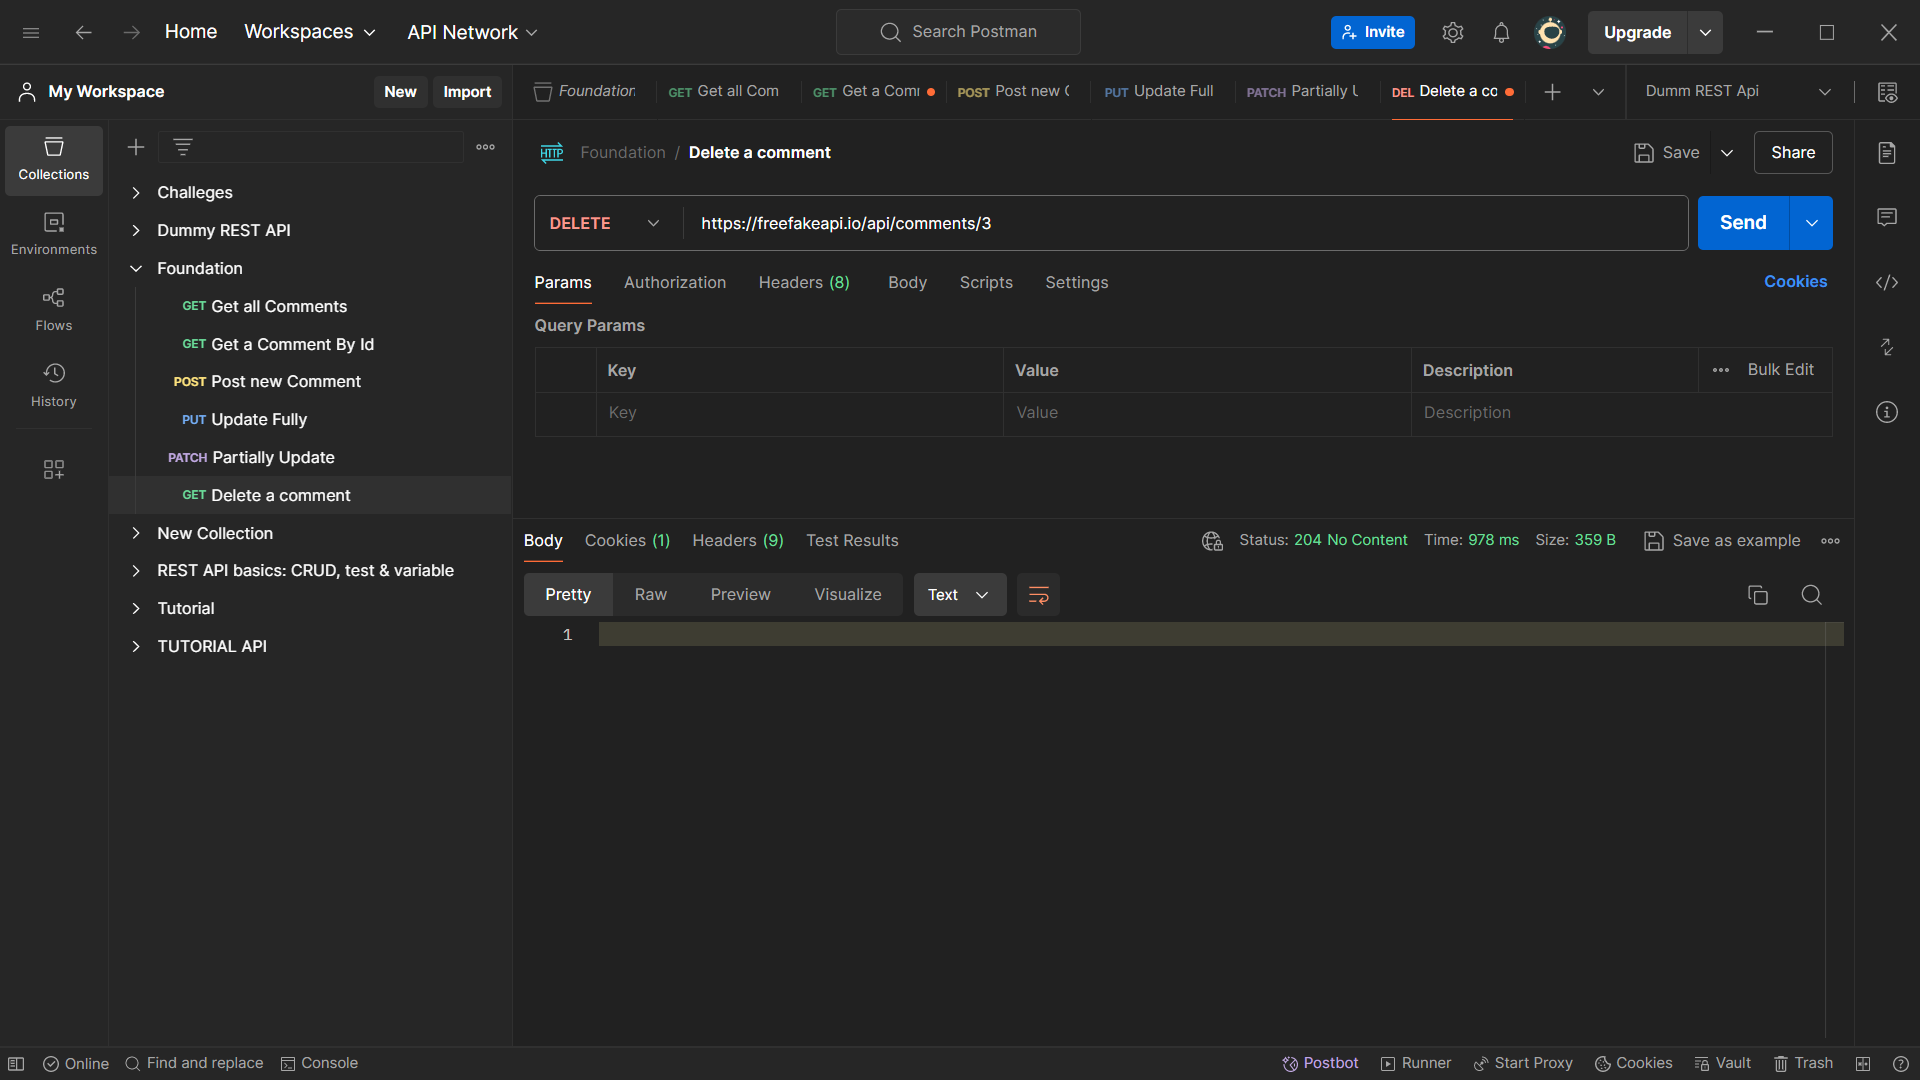 Home Workspaces API Network Search Postman Invite Upgrade
My Workspace New Import Foundation GET Get all Com GET Get a Com POST Post new PUT Update Full PATCH Partially DEL Delete a co Dumm REST Api
Collections
Environments
Flows
History
Challeges
Dummy REST API
Foundation
GET Get all Comments
GET Get a Comment By Id
POST Post new Comment
PUT Update Fully
PATCH Partially Update
GET Delete a comment
New Collection
REST API basics: CRUD, test & variable
Tutorial
TUTORIAL API
HTTP Foundation / Delete a comment Save Share
DELETE https://freefakeapi.io/api/comments/3 Send
Params Authorization Headers (8) Body Scripts Settings Cookies
Query Params
Key Value Description Bulk Edit
Key Value Description
Body Cookies (1) Headers (9) Test Results Status: 204 No Content Time: 978 ms Size: 359 B Save as example
Pretty Raw Preview Visualize Text
1
Online Find and replace Console Postbot Runner Start Proxy Cookies Vault Trash